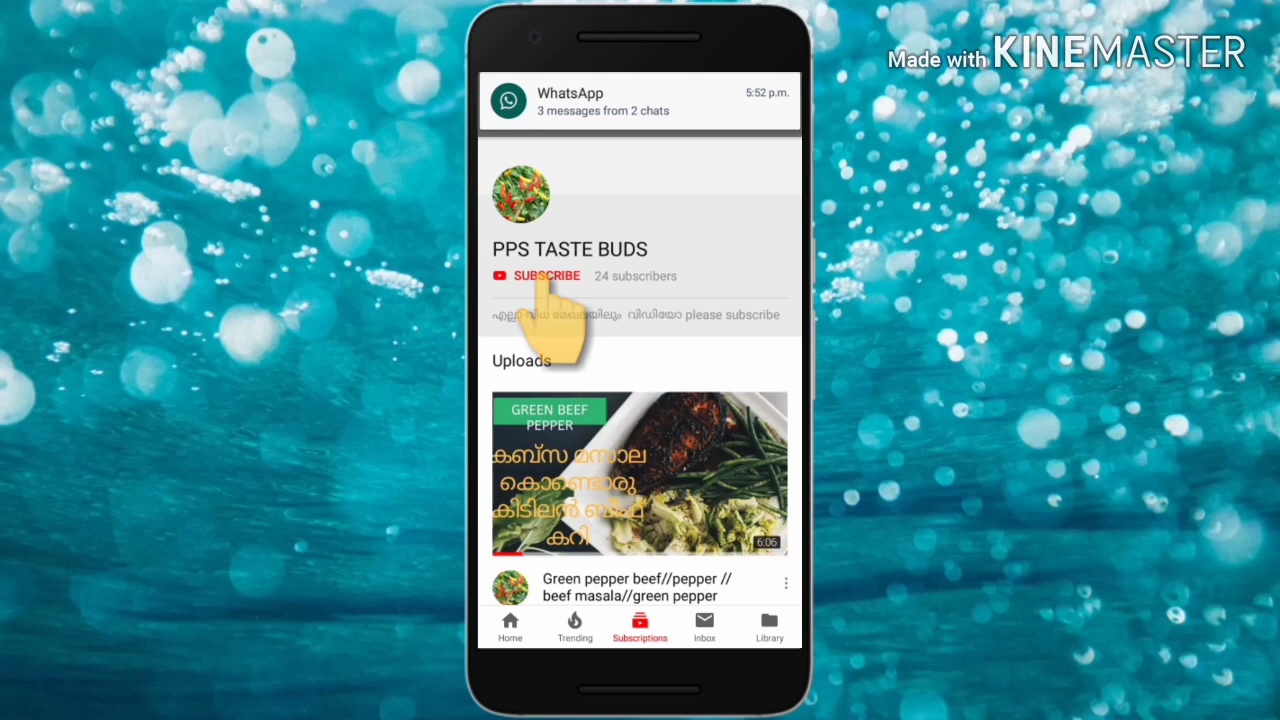 Made with KINEMASTER
WhatsApp
5:52 p.m.
3 messages from 2 chats
PPS TASTE BUDS
SUBSCRIBE 24 subscribers
എല്ലാ വിധ മേഖലയിലും വിഡിയോ please subscribe
Uploads
GREEN BEEF
PEPPER
കബ്സ മസാല
കൊണ്ടൊരു
കിടിലൻ ബീഫ്
കറി
6:06
Green pepper beef//pepper //
beef masala//green pepper
Home Trending Subscriptions Inbox Library